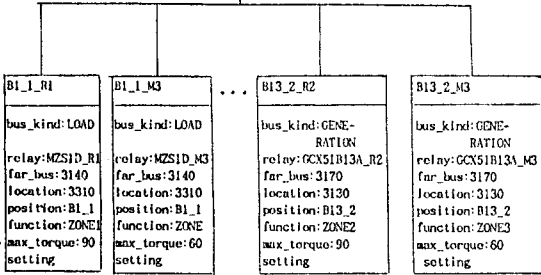 B1_1_R1
bus_kind:LOAD
relay:MZS1D_R1
far_bus:3140
location:3310
position:B1_1
function:ZONE1
max_torque:90
setting
B1_1_M3
bus_kind:LOAD
relay:MZS1D_M3
far_bus:3140
location:3310
position:B1_1
function:ZONE
max_torque:60
setting
...
B13_2_R2
bus_kind:GENE-
RATION
relay:GCX51B13A_R2
far_bus:3170
location:3130
position:B13_2
function:ZONE2
max_torque:90
setting
B13_2_M3
bus_kind:GENE-
RATION
relay:GCX51B13A_M3
far_bus:3170
location:3130
position:B13_2
function:ZONE3
max_torque:60
setting